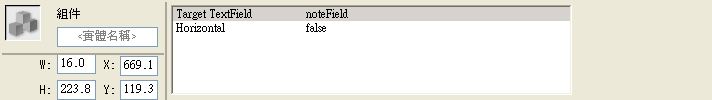 組件
<實體名稱>
W: 16.0 X: 669.1
H: 223.8 Y: 119.3
Target TextField noteField
Horizontal false